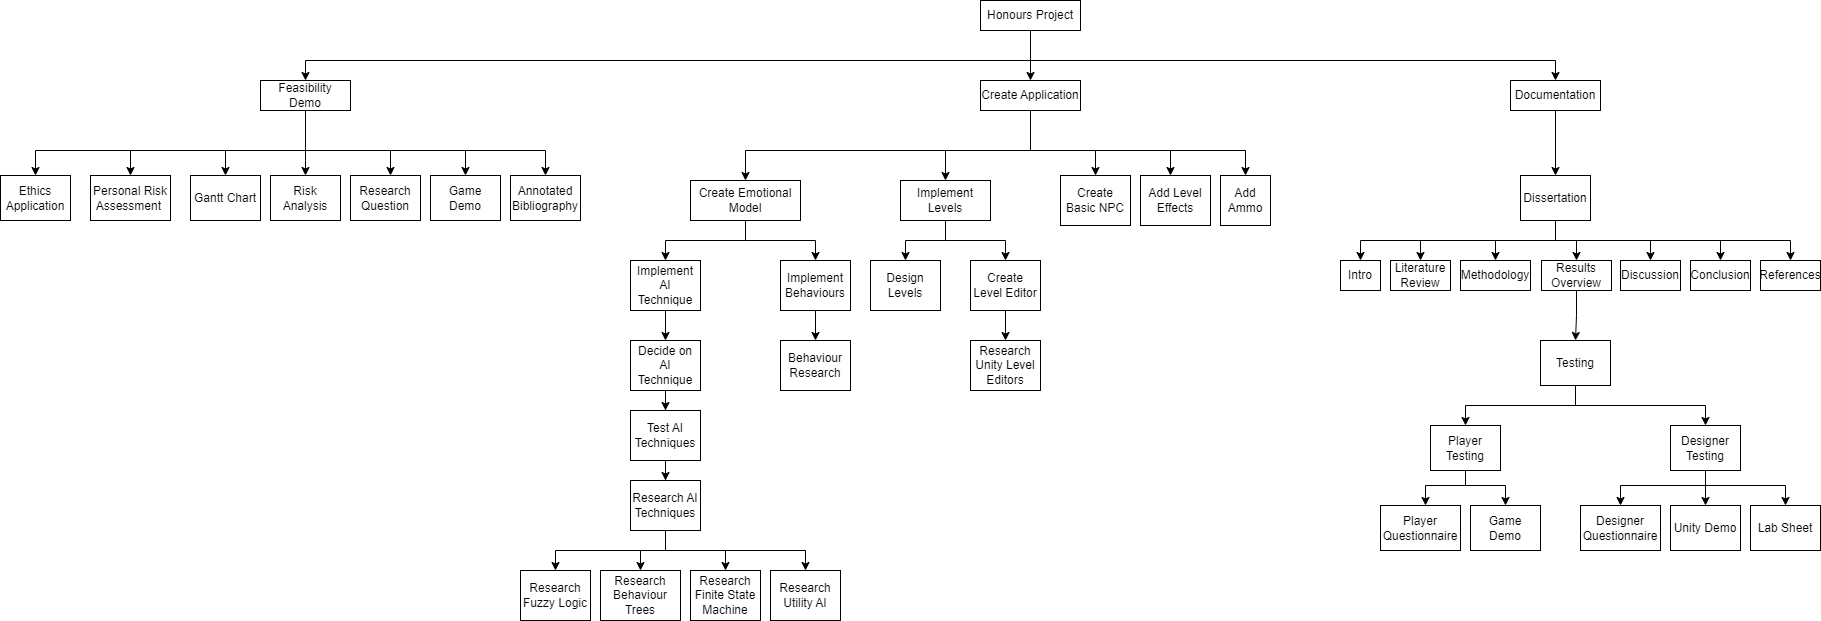 Honours Project
Feasibility
Demo
Create Application
Documentation
Ethics
Application
Personal Risk
Assessment
Gantt Chart
Risk
Analysis
Research
Question
Game
Demo
Annotated
Bibliography
Create Emotional
Model
Implement
Levels
Create
Basic NPC
Add Level
Effects
Add
Ammo
Dissertation
Implement
AI
Technique
Implement
Behaviours
Design
Levels
Create
Level Editor
Intro
Literature
Review
Methodology
Results
Overview
Discussion
Conclusion
References
Decide on
AI
Technique
Behaviour
Research
Research
Unity Level
Editors
Testing
Test AI
Techniques
Player
Testing
Designer
Testing
Research AI
Techniques
Player
Questionnaire
Game
Demo
Designer
Questionnaire
Unity Demo
Lab Sheet
Research
Fuzzy Logic
Research
Behaviour
Trees
Research
Finite State
Machine
Research
Utility AI